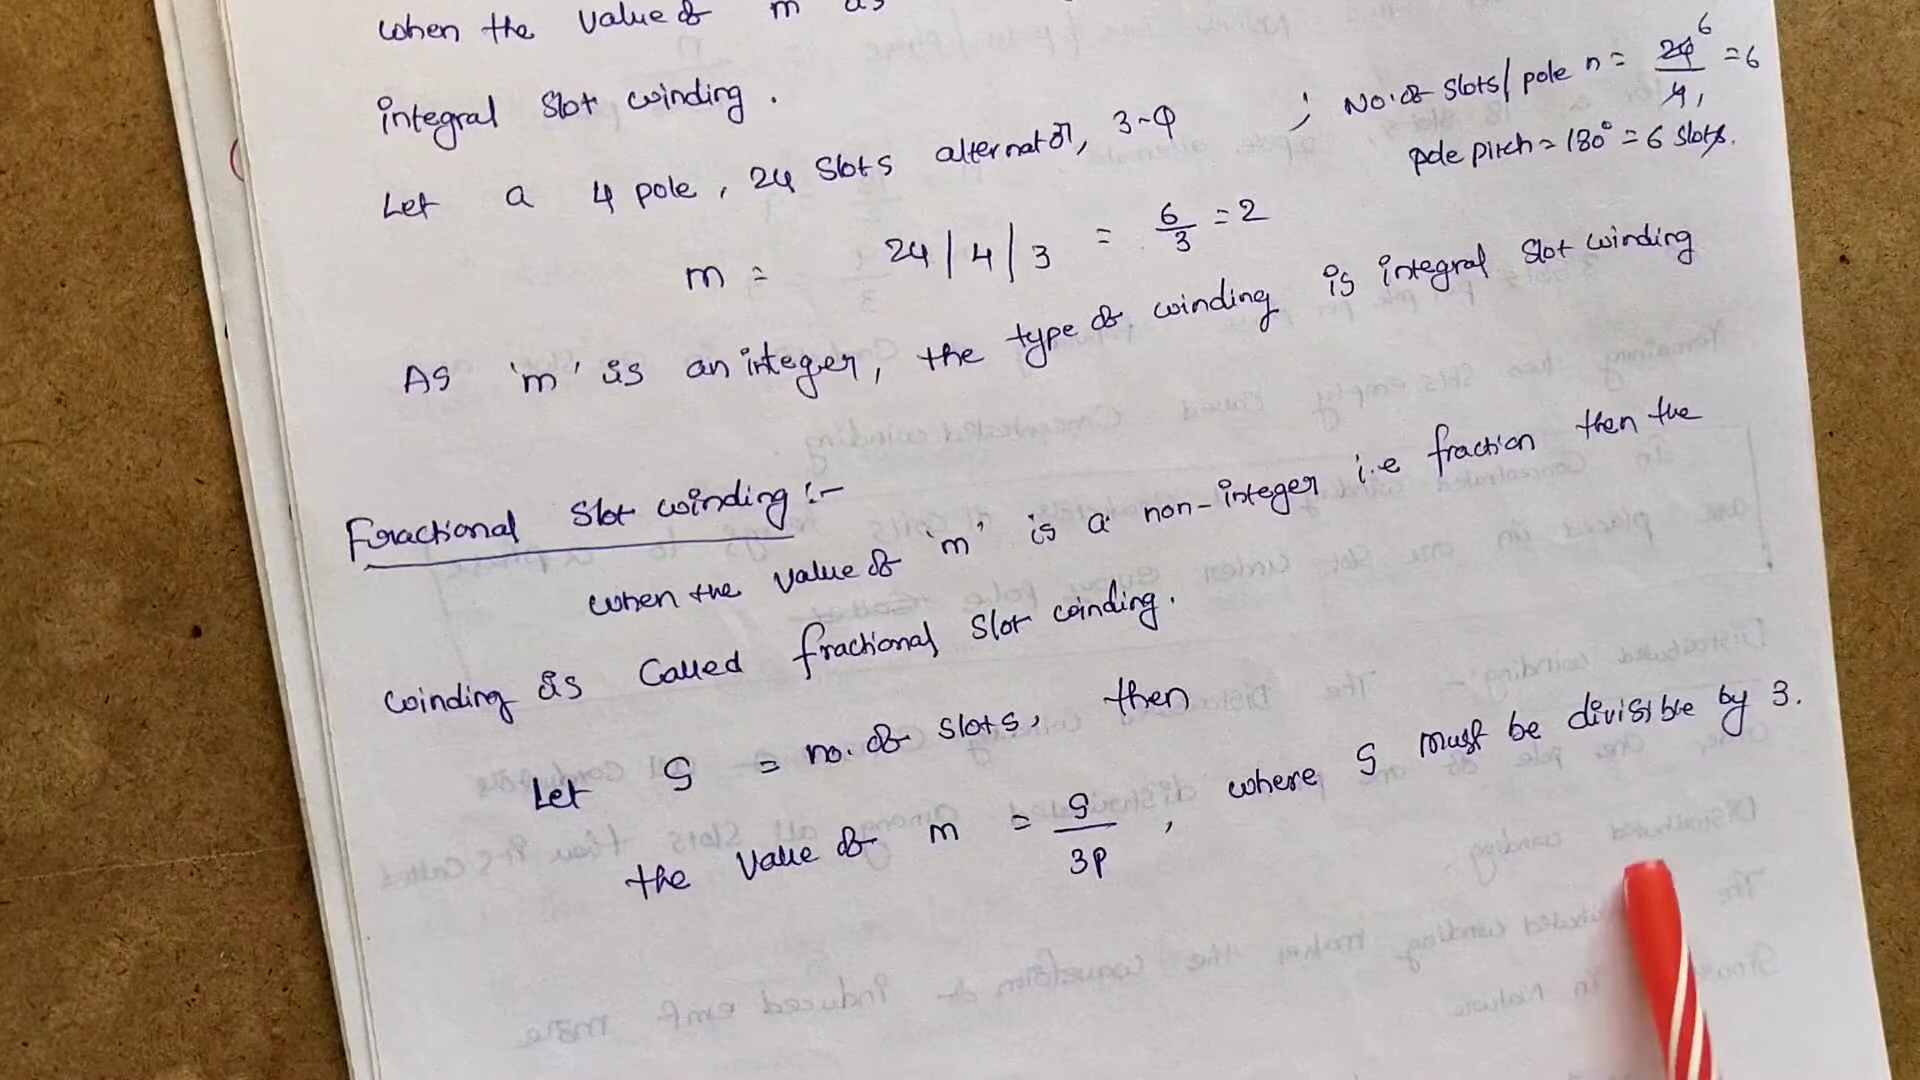 when the value of m is
integral slot winding.
Let a 4 pole, 24 slots alternator, 3-φ ; No. of slots/pole n = 24/4 = 6
pole pitch = 180° = 6 slots.
m = 24/4/3 = 6/3 = 2
As 'm' is an integer, the type of winding is integral slot winding
Fractional slot winding :-
when the value of 'm' is a non-integer i.e fraction then the
winding is called fractional slot winding.
Let S = no. of slots, then
the value of m = S/3P, where S must be divisible by 3.